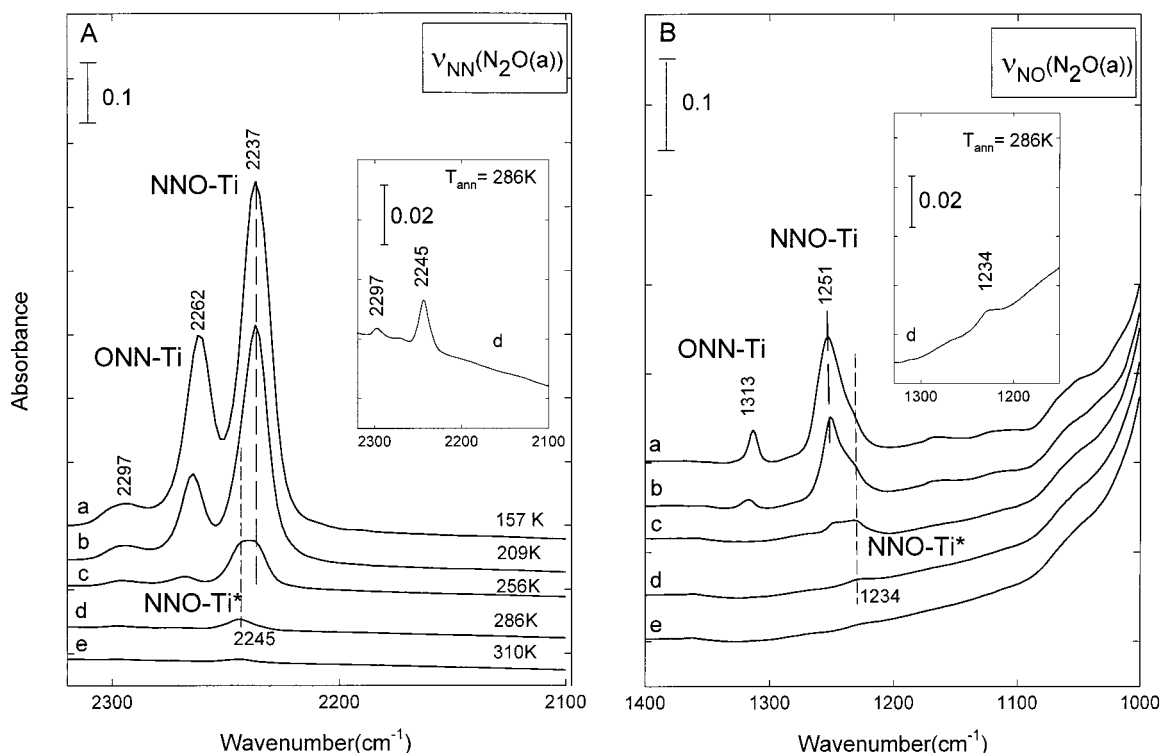 A
νNN(N2O(a))
0.1
2237
NNO-Ti
2262
ONN-Ti
2297
Tann= 286K
0.02
2245
2297
d
2300
2200
2100
a
157 K
b
209K
c
256K
NNO-Ti*
d
286K
2245
e
310K
2300
2200
2100
Wavenumber(cm-1)
Absorbance
B
νNO(N2O(a))
0.1
Tann= 286K
0.02
1234
d
1300
1200
NNO-Ti
1251
ONN-Ti
1313
a
b
c
NNO-Ti*
d
1234
e
1400
1300
1200
1100
1000
Wavenumber(cm-1)